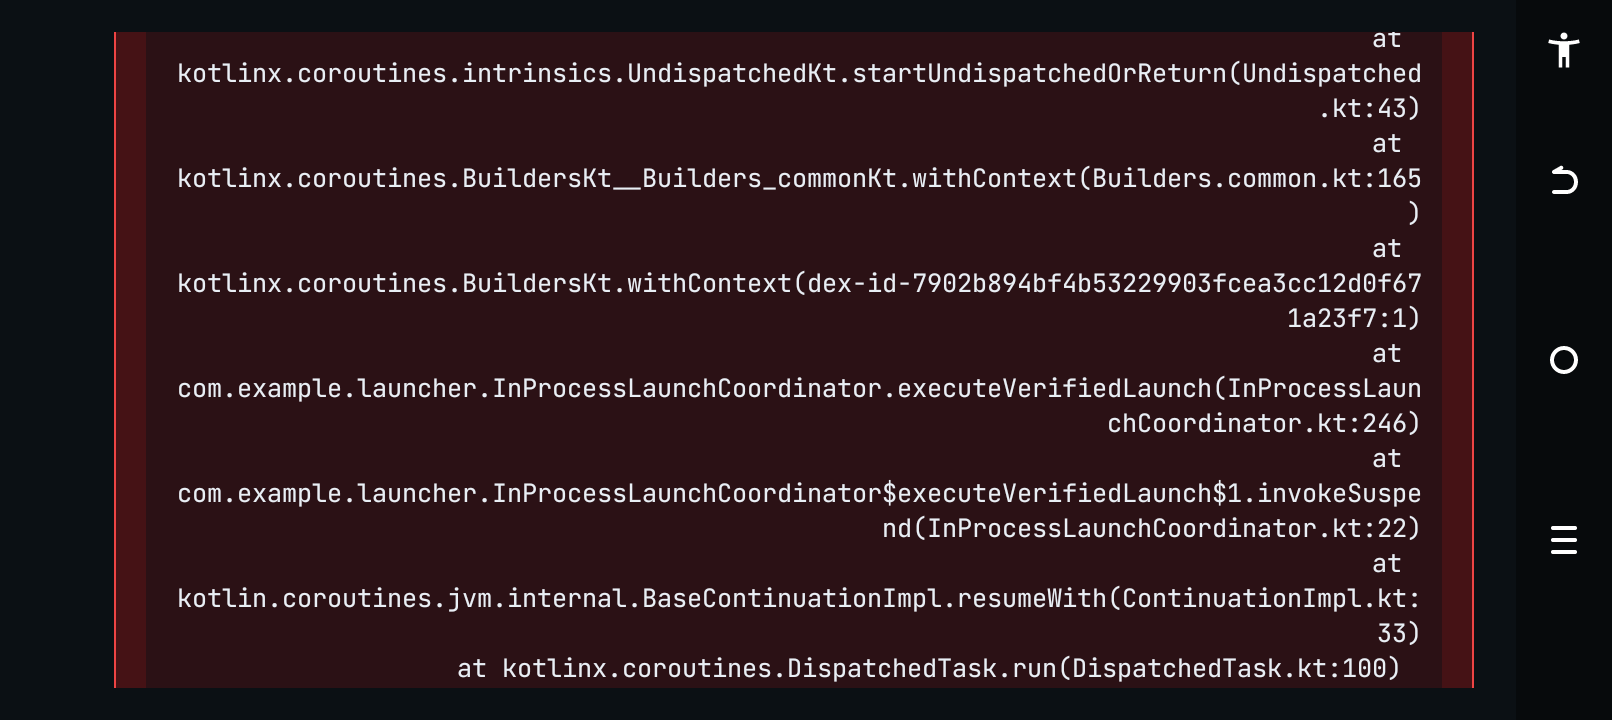 at
kotlinx.coroutines.intrinsics.UndispatchedKt.startUndispatchedOrReturn(Undispatched
.kt:43)
at
kotlinx.coroutines.BuildersKt__Builders_commonKt.withContext(Builders.common.kt:165
)
at
kotlinx.coroutines.BuildersKt.withContext(dex-id-7902b894bf4b53229903fcea3cc12d0f67
1a23f7:1)
at
com.example.launcher.InProcessLaunchCoordinator.executeVerifiedLaunch(InProcessLaun
chCoordinator.kt:246)
at
com.example.launcher.InProcessLaunchCoordinator$executeVerifiedLaunch$1.invokeSuspe
nd(InProcessLaunchCoordinator.kt:22)
at
kotlin.coroutines.jvm.internal.BaseContinuationImpl.resumeWith(ContinuationImpl.kt:
33)
at kotlinx.coroutines.DispatchedTask.run(DispatchedTask.kt:100)